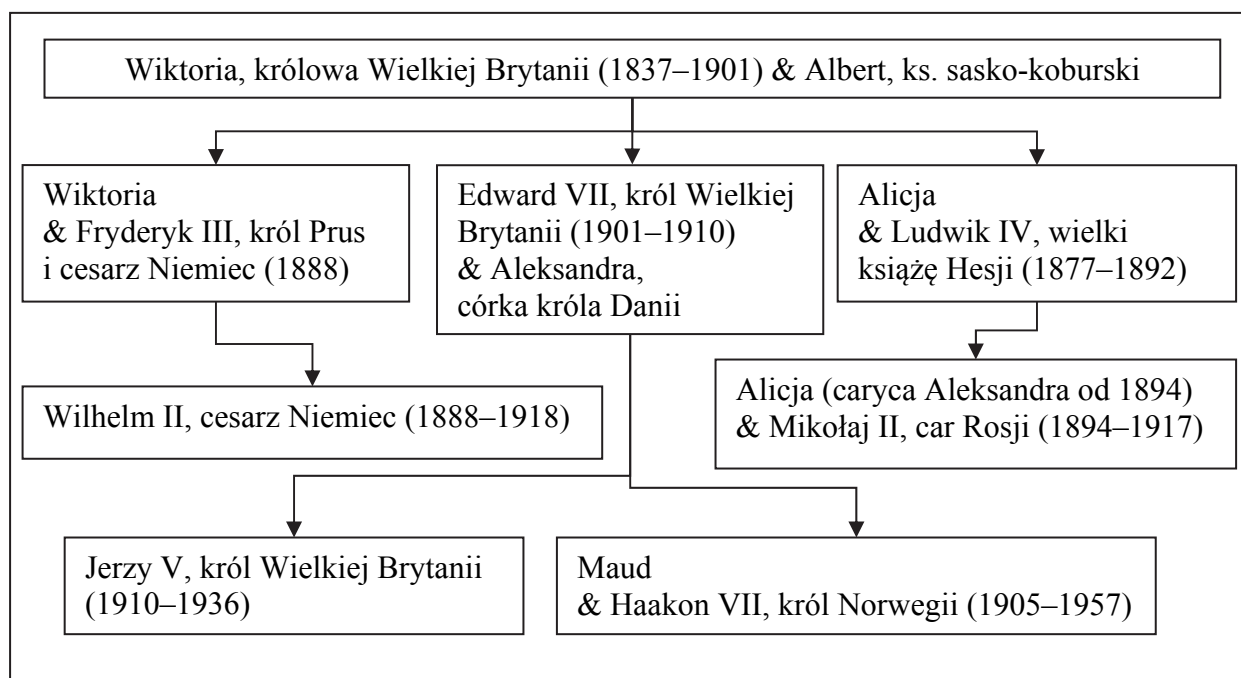 Wiktoria, królowa Wielkiej Brytanii (1837–1901) & Albert, ks. sasko-koburski
Wiktoria
& Fryderyk III, król Prus
i cesarz Niemiec (1888)
Edward VII, król Wielkiej
Brytanii (1901–1910)
& Aleksandra,
córka króla Danii
Alicja
& Ludwik IV, wielki
książę Hesji (1877–1892)
Wilhelm II, cesarz Niemiec (1888–1918)
Alicja (caryca Aleksandra od 1894)
& Mikołaj II, car Rosji (1894–1917)
Jerzy V, król Wielkiej Brytanii
(1910–1936)
Maud
& Haakon VII, król Norwegii (1905–1957)